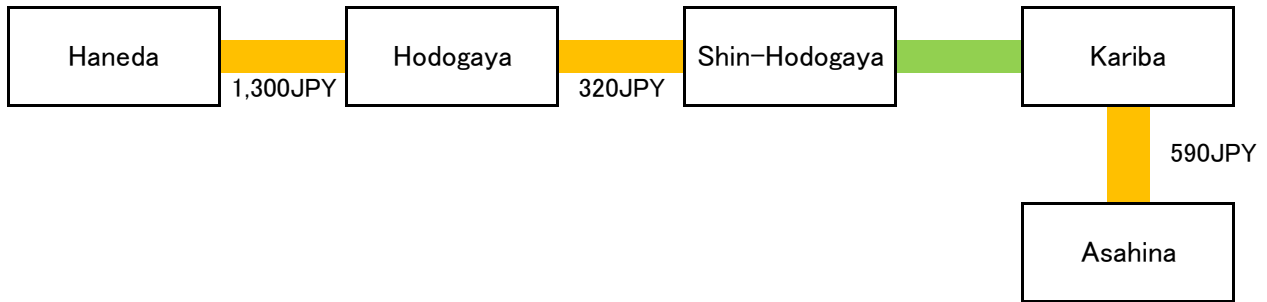 Haneda
Hodogaya
Shin-Hodogaya
Kariba
1,300JPY
320JPY
590JPY
Asahina